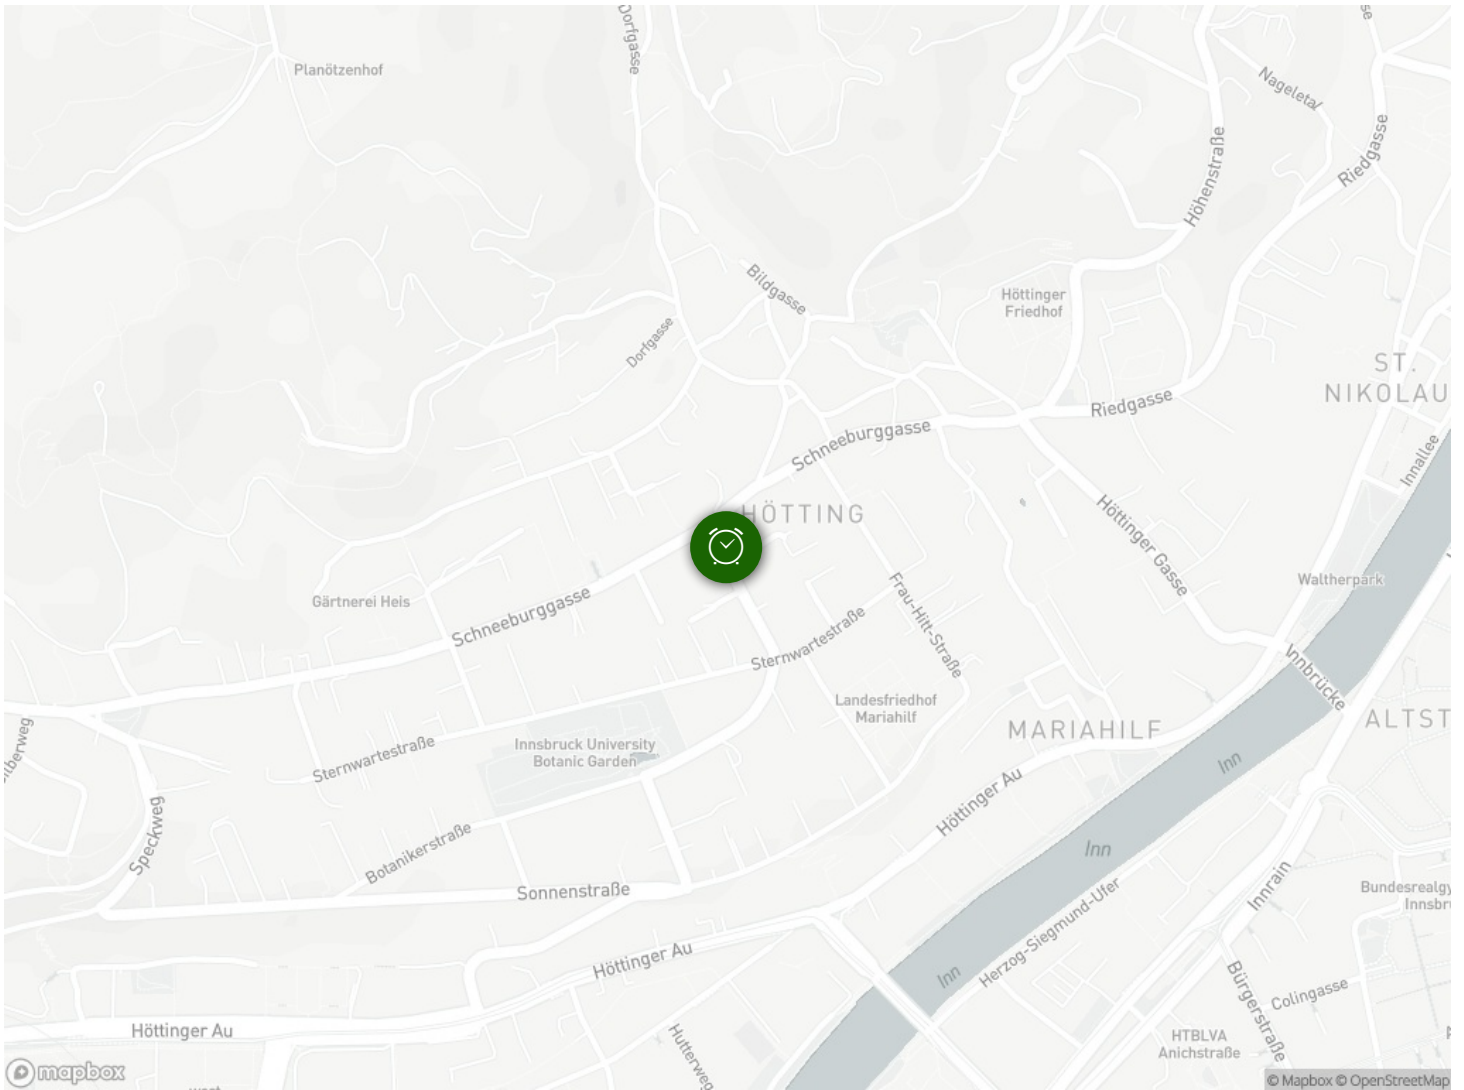 Dorfgasse
Planötzenhof
Nageletal
Riedgasse
Höhenstraße
Bildgasse
Höttinger
Friedhof
Dorfgasse
ST.
NIKOLAU
Riedgasse
Schneeburggasse
Innallee
HÖTTING
Höttinger Gasse
Waltherpark
Gärtnerei Heis
Schneeburggasse
Frau-Hitt-Straße
Sternwartestraße
Innbrücke
Landesfriedhof
Mariahilf
MARIAHILF
ALTST
Innsbruck University
Botanic Garden
Sternwartestraße
ilberweg
Inn
Höttinger Au
Speckweg
Botanikerstraße
Inn
Sonnenstraße
Innrain
Bundesrealgy
Innsbru
Herzog-Siegmund-Ufer
Höttinger Au
Inn
Bürgerstraße
Colingasse
Höttinger Au
Hutterweg
HTBLVA
Anichstraße
mapbox
© Mapbox © OpenStreetMap